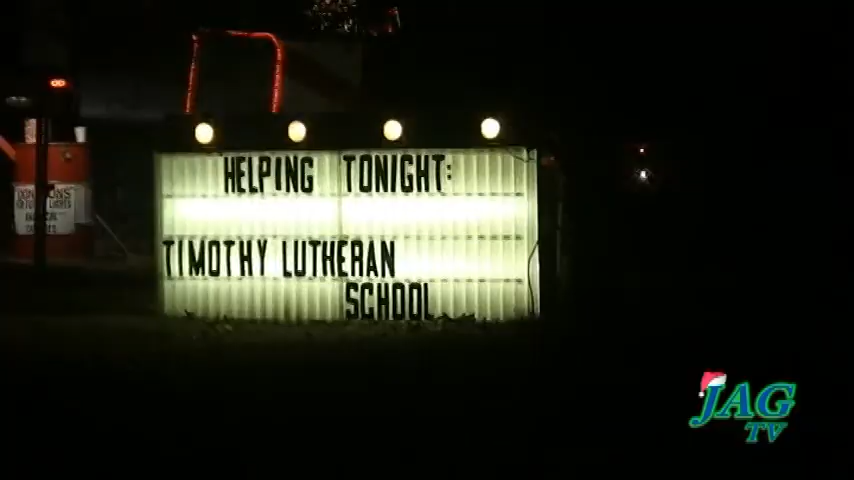 HELPING TONIGHT:
TIMOTHY LUTHERAN
SCHOOL
JAG
TV